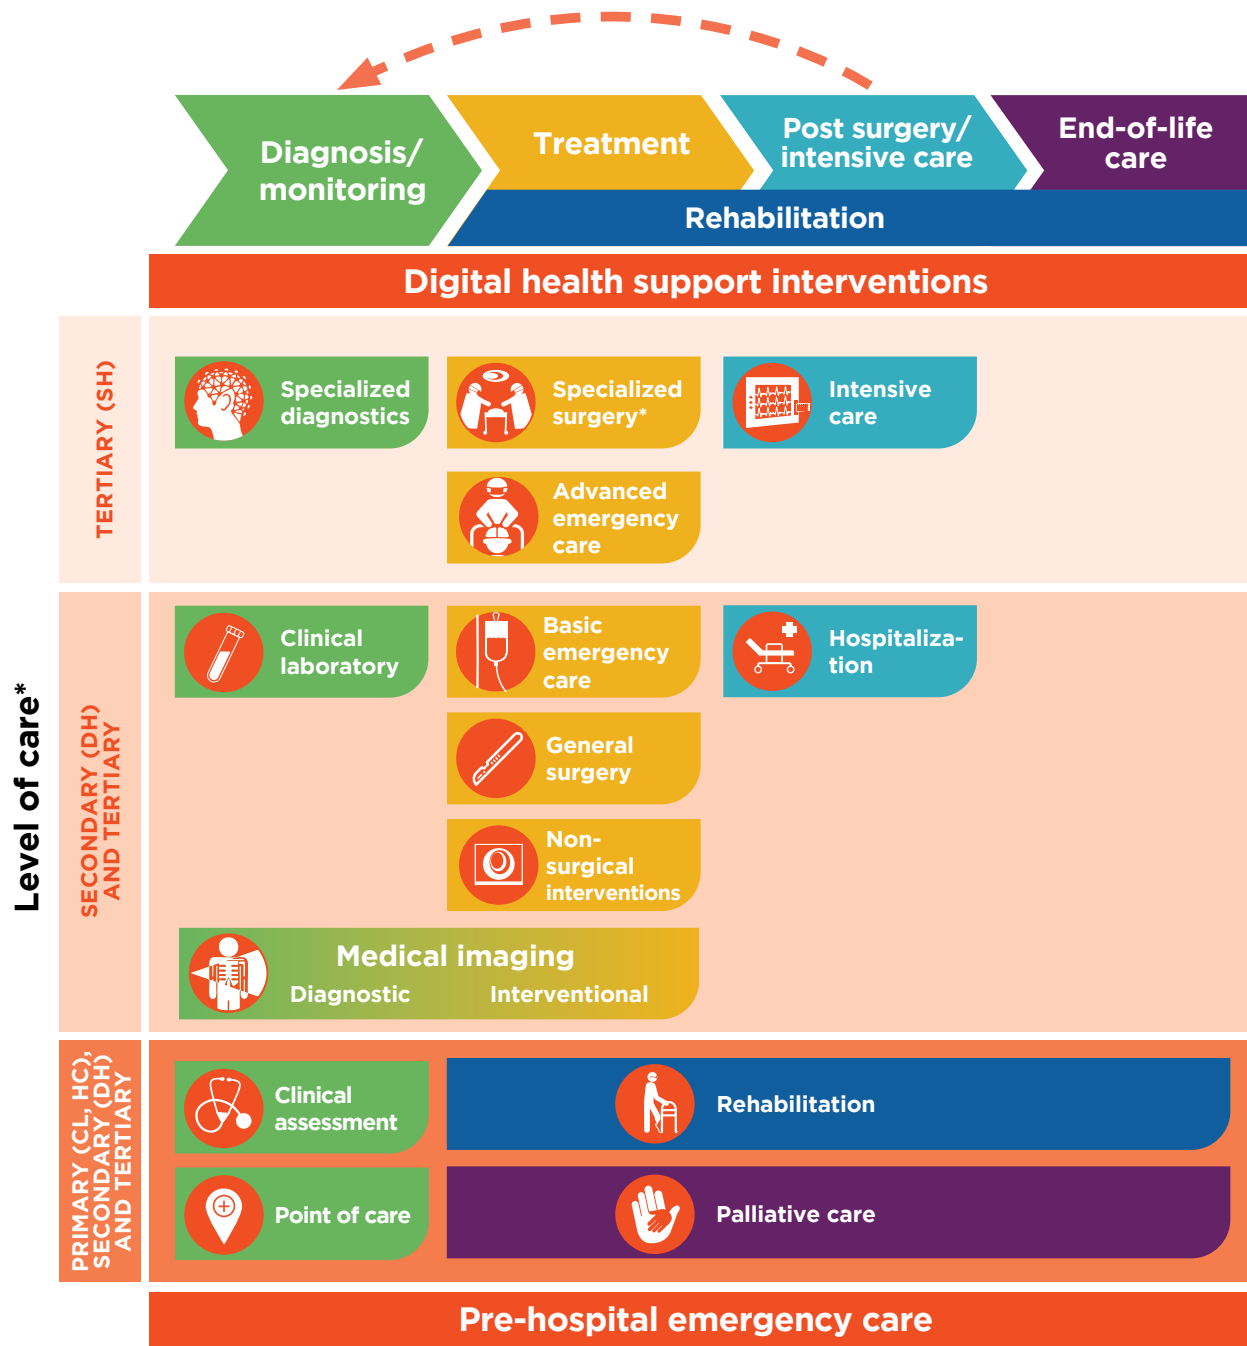 Diagnosis/
monitoring
Treatment
Post surgery/
intensive care
End-of-life
care
Rehabilitation
Digital health support interventions
Level of care*
TERTIARY (SH)
Specialized
diagnostics
Specialized
surgery*
Intensive
care
Advanced
emergency
care
SECONDARY (DH)
AND TERTIARY
Clinical
laboratory
Basic
emergency
care
Hospitaliza-
tion
General
surgery
Non-
surgical
interventions
Medical imaging
Diagnostic
Interventional
PRIMARY (CL, HC),
SECONDARY (DH)
AND TERTIARY
Clinical
assessment
Rehabilitation
Point of care
Palliative care
Pre-hospital emergency care